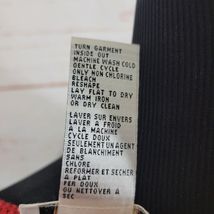 TURN GARMENT
INSIDE OUT
MACHINE WASH COLD
GENTLE CYCLE
ONLY NON CHLORINE
BLEACH
RESHAPE
LAY FLAT TO DRY
WARM IRON
OR DRY CLEAN
LAVER SUR ENVERS
LAVER A FROID
A LA MACHINE
CYCLE DOUX
SEULEMENT UN AGENT
DE BLANCHIMENT
SANS
CHLORE
REFORMER ET SECHER
A PLAT
FER DOUX
OU NETTOYER A
SEC